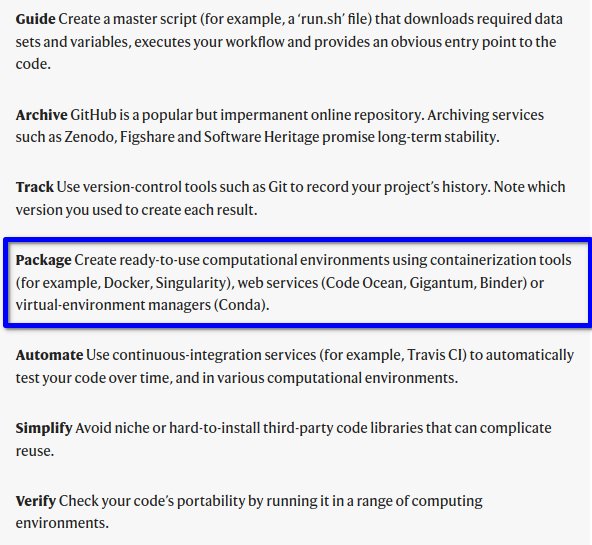 Guide Create a master script (for example, a ‘run.sh’ file) that downloads required data
sets and variables, executes your workflow and provides an obvious entry point to the
code.
Archive GitHub is a popular but impermanent online repository. Archiving services
such as Zenodo, Figshare and Software Heritage promise long-term stability.
Track Use version-control tools such as Git to record your project’s history. Note which
version you used to create each result.
Package Create ready-to-use computational environments using containerization tools
(for example, Docker, Singularity), web services (Code Ocean, Gigantum, Binder) or
virtual-environment managers (Conda).
Automate Use continuous-integration services (for example, Travis CI) to automatically
test your code over time, and in various computational environments.
Simplify Avoid niche or hard-to-install third-party code libraries that can complicate
reuse.
Verify Check your code’s portability by running it in a range of computing
environments.